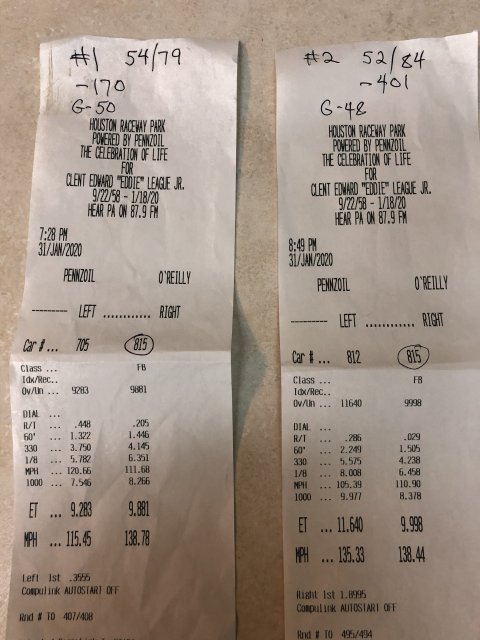 #1 54/79
-170
G-50
HOUSTON RACEWAY PARK
POWERED BY PENNZOIL
THE CELEBRATION OF LIFE
FOR
CLENT EDWARD "EDDIE" LEAGUE JR.
9/22/58 - 1/18/20
HEAR PA ON 87.9 FM
7:28 PM
31/JAN/2020
PENNZOIL O'REILLY
--------- LEFT ............ RIGHT
Car # ... 705 815
Class ... FB
Idx/Rec..
Ov/Un ... 9283 9881
DIAL ...
R/T ... .448 .205
60' ... 1.322 1.446
330 ... 3.750 4.145
1/8 ... 5.782 6.351
MPH ... 120.66 111.68
1000 ... 7.546 8.266
ET ... 9.283 9.881
MPH ... 115.45 138.78
Left 1st .3555
Compulink AUTOSTART OFF
Rnd # TO 407/408
#2 52/84
-401
G-48
HOUSTON RACEWAY PARK
POWERED BY PENNZOIL
THE CELEBRATION OF LIFE
FOR
CLENT EDWARD "EDDIE" LEAGUE JR.
9/22/58 - 1/18/20
HEAR PA ON 87.9 FM
8:49 PM
31/JAN/2020
PENNZOIL O'REILLY
--------- LEFT ............ RIGHT
Car # ... 812 815
Class ... FB
Idx/Rec..
Ov/Un ... 11640 9998
DIAL ...
R/T ... .286 .029
60' ... 2.249 1.505
330 ... 5.575 4.238
1/8 ... 8.008 6.458
MPH ... 105.39 110.90
1000 ... 9.977 8.378
ET ... 11.640 9.998
MPH ... 135.33 138.44
Right 1st 1.8995
Compulink AUTOSTART OFF
Rnd # TO 495/494